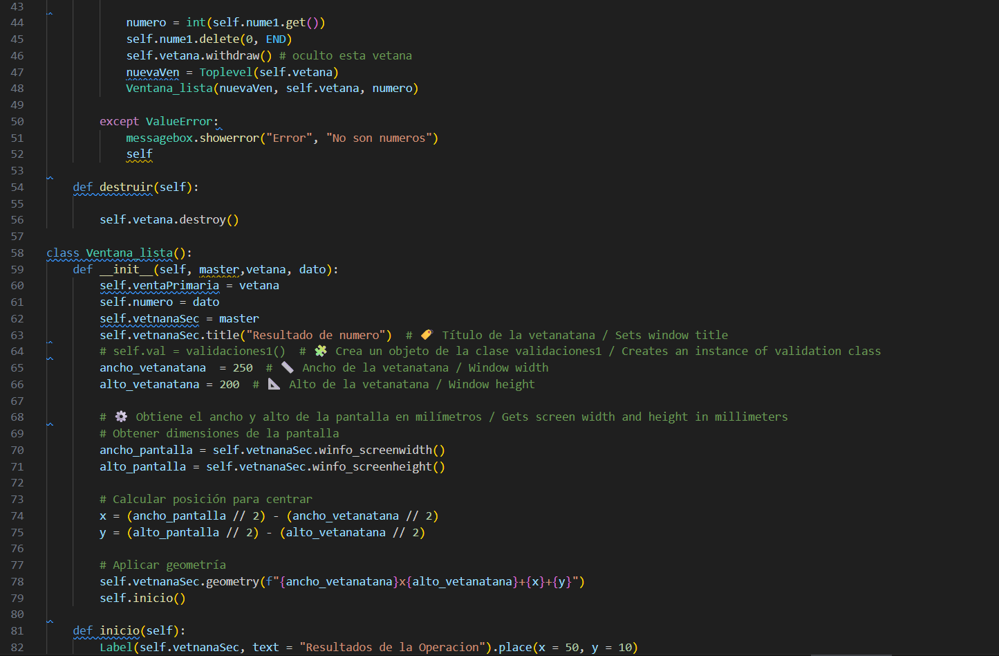 43
44 numero = int(self.nume1.get())
45 self.nume1.delete(0, END)
46 self.vetana.withdraw() # oculto esta vetana
47 nuevaVen = Toplevel(self.vetana)
48 Ventana_lista(nuevaVen, self.vetana, numero)
49
50 except ValueError:
51 messagebox.showerror("Error", "No son numeros")
52 self
53
54 def destruir(self):
55
56 self.vetana.destroy()
57
58 class Ventana_lista():
59 def __init__(self, master,vetana, dato):
60 self.ventaPrimaria = vetana
61 self.numero = dato
62 self.vetnanaSec = master
63 self.vetnanaSec.title("Resultado de numero")  # 🏷️ Título de la vetanatana / Sets window title
64 # self.val = validaciones1()  # 🧩 Crea un objeto de la clase validaciones1 / Creates an instance of validation class
65 ancho_vetanatana  = 250  # 📏 Ancho de la vetanatana / Window width
66 alto_vetanatana = 200  # 📐 Alto de la vetanatana / Window height
67
68 # ⚙️ Obtiene el ancho y alto de la pantalla en milímetros / Gets screen width and height in millimeters
69 # Obtener dimensiones de la pantalla
70 ancho_pantalla = self.vetnanaSec.winfo_screenwidth()
71 alto_pantalla = self.vetnanaSec.winfo_screenheight()
72
73 # Calcular posición para centrar
74 x = (ancho_pantalla // 2) - (ancho_vetanatana // 2)
75 y = (alto_pantalla // 2) - (alto_vetanatana // 2)
76
77 # Aplicar geometría
78 self.vetnanaSec.geometry(f"{ancho_vetanatana}x{alto_vetanatana}+{x}+{y}")
79 self.inicio()
80
81 def inicio(self):
82 Label(self.vetnanaSec, text = "Resultados de la Operacion").place(x = 50, y = 10)